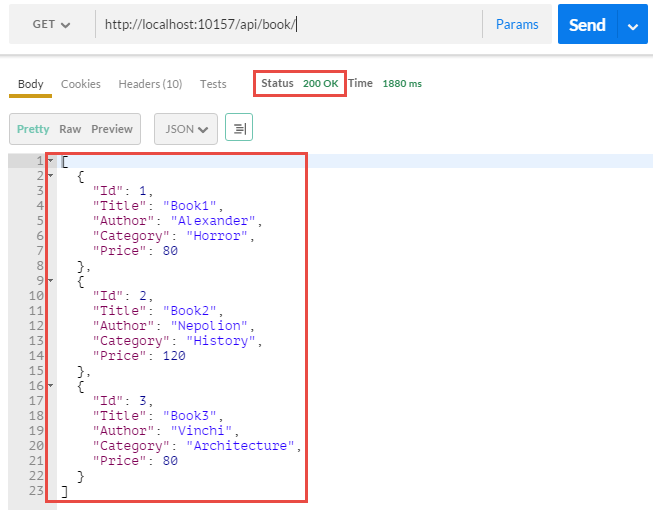 GET http://localhost:10157/api/book/ Params Send
Body Cookies Headers (10) Tests Status 200 OK Time 1880 ms
Pretty Raw Preview JSON
1 [
2 {
3 "Id": 1,
4 "Title": "Book1",
5 "Author": "Alexander",
6 "Category": "Horror",
7 "Price": 80
8 },
9 {
10 "Id": 2,
11 "Title": "Book2",
12 "Author": "Nepolion",
13 "Category": "History",
14 "Price": 120
15 },
16 {
17 "Id": 3,
18 "Title": "Book3",
19 "Author": "Vinchi",
20 "Category": "Architecture",
21 "Price": 80
22 }
23 ]